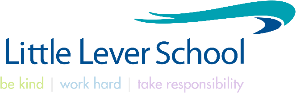 Little Lever School
be kind | work hard | take responsibility